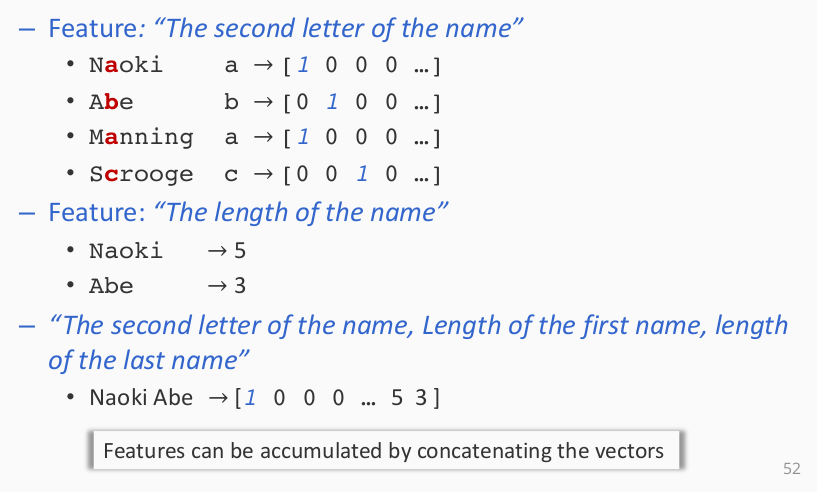 – Feature: “The second letter of the name”
• Naoki a → [1 0 0 0 …]
• Abe b → [0 1 0 0 …]
• Manning a → [1 0 0 0 …]
• Scrooge c → [0 0 1 0 …]
– Feature: “The length of the name”
• Naoki → 5
• Abe → 3
– “The second letter of the name, Length of the first name, length
of the last name”
• Naoki Abe → [1 0 0 0 … 5 3]
Features can be accumulated by concatenating the vectors
52